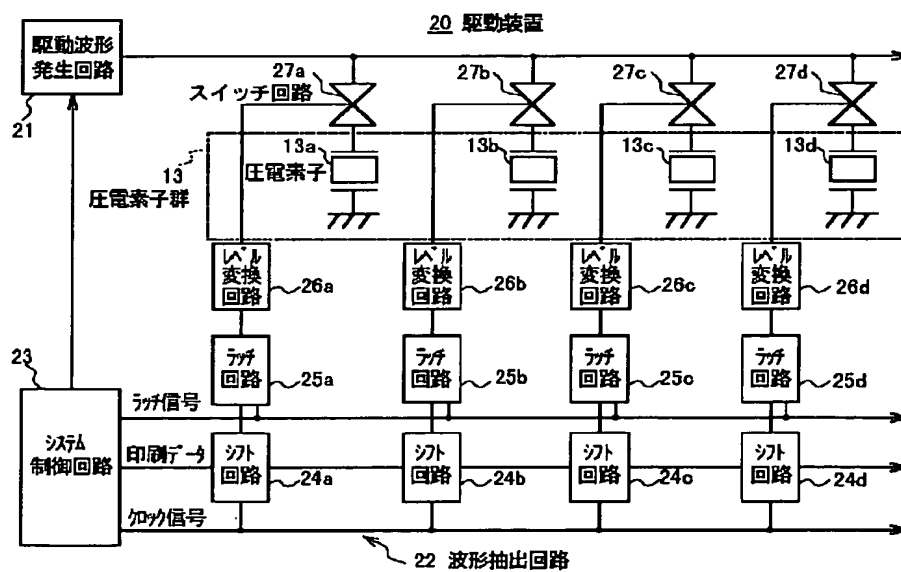 20 駆動装置
駆動波形
発生回路
21
27a
27b
27c
27d
スイッチ回路
13a
13b
13c
13d
圧電素子
13
圧電素子群
レベル
変換
回路
26a
レベル
変換
回路
26b
レベル
変換
回路
26c
レベル
変換
回路
26d
ラッチ
回路
25a
ラッチ
回路
25b
ラッチ
回路
25c
ラッチ
回路
25d
23
システム
制御回路
ラッチ信号
印刷データ
シフト
回路
24a
シフト
回路
24b
シフト
回路
24c
シフト
回路
24d
クロック信号
22 波形抽出回路